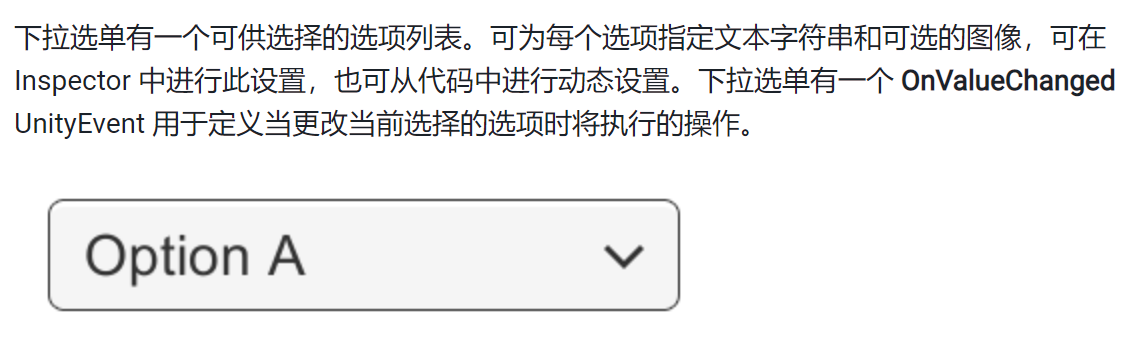 下拉选单有一个可供选择的选项列表。可为每个选项指定文本字符串和可选的图像，可在
Inspector 中进行此设置，也可从代码中进行动态设置。下拉选单有一个 OnValueChanged
UnityEvent 用于定义当更改当前选择的选项时将执行的操作。
Option A